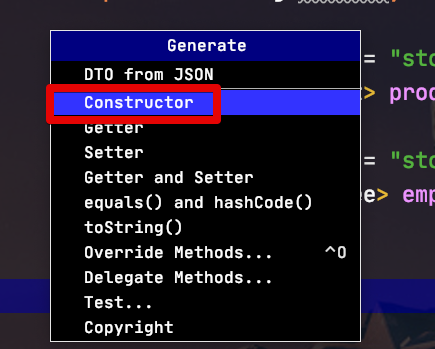 Generate
DTO from JSON
= "sto
Constructor
> prod
Getter
Setter
= "sto
Getter and Setter
equals() and hashCode()
e> emp
toString()
Override Methods... ^O
Delegate Methods...
Test...
Copyright